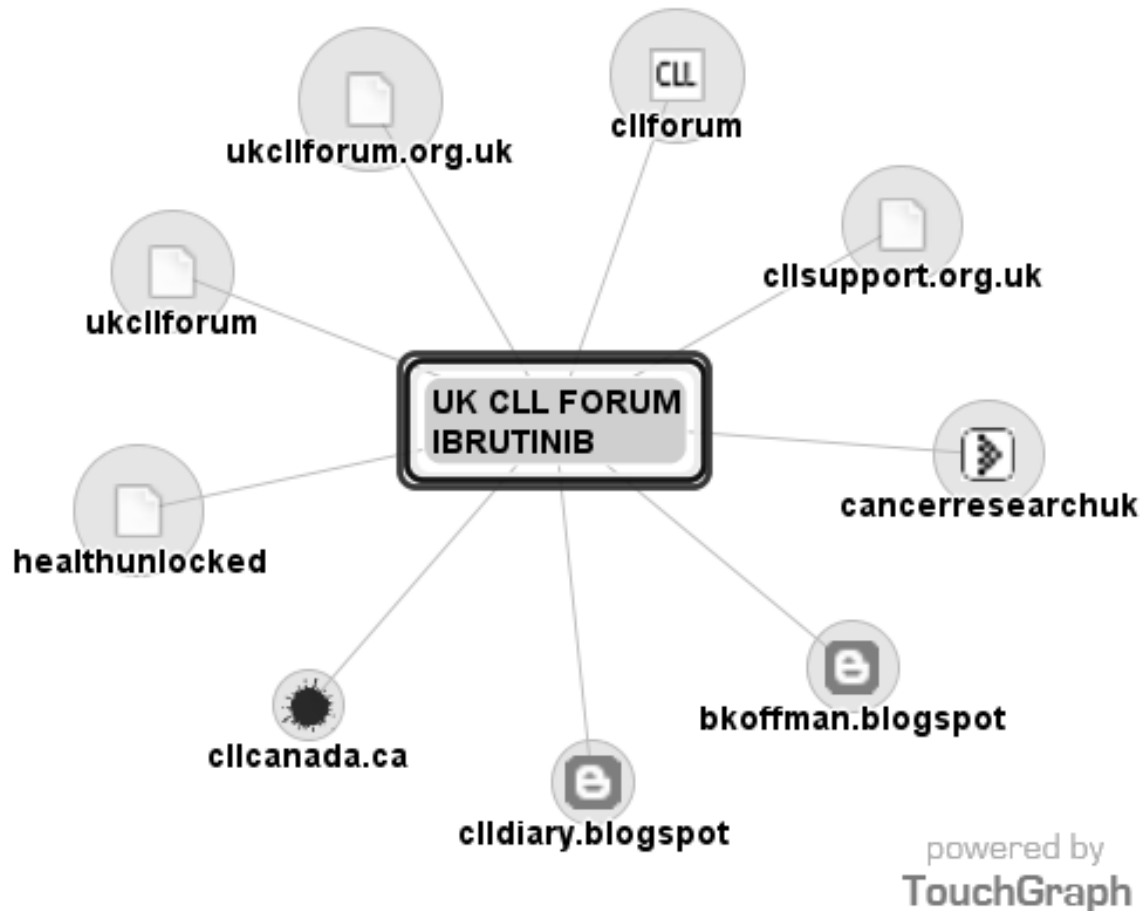 CLL
cllforum
ukcllforum.org.uk
cllsupport.org.uk
ukcllforum
UK CLL FORUM
IBRUTINIB
cancerresearchuk
healthunlocked
bkoffman.blogspot
cllcanada.ca
clldiary.blogspot
powered by
TouchGraph